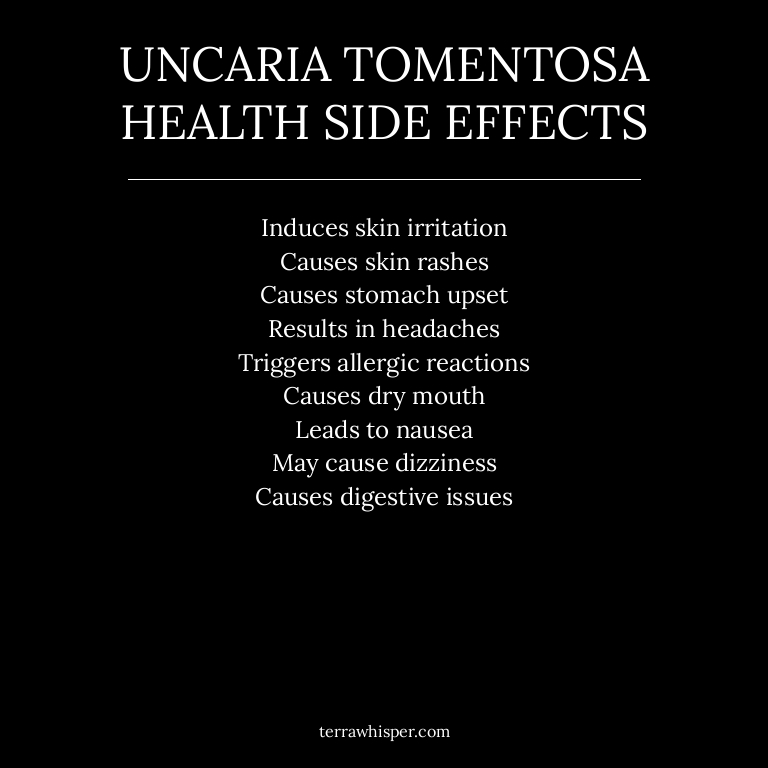 UNCARIA TOMENTOSA
HEALTH SIDE EFFECTS
Induces skin irritation
Causes skin rashes
Causes stomach upset
Results in headaches
Triggers allergic reactions
Causes dry mouth
Leads to nausea
May cause dizziness
Causes digestive issues
terrawhisper.com